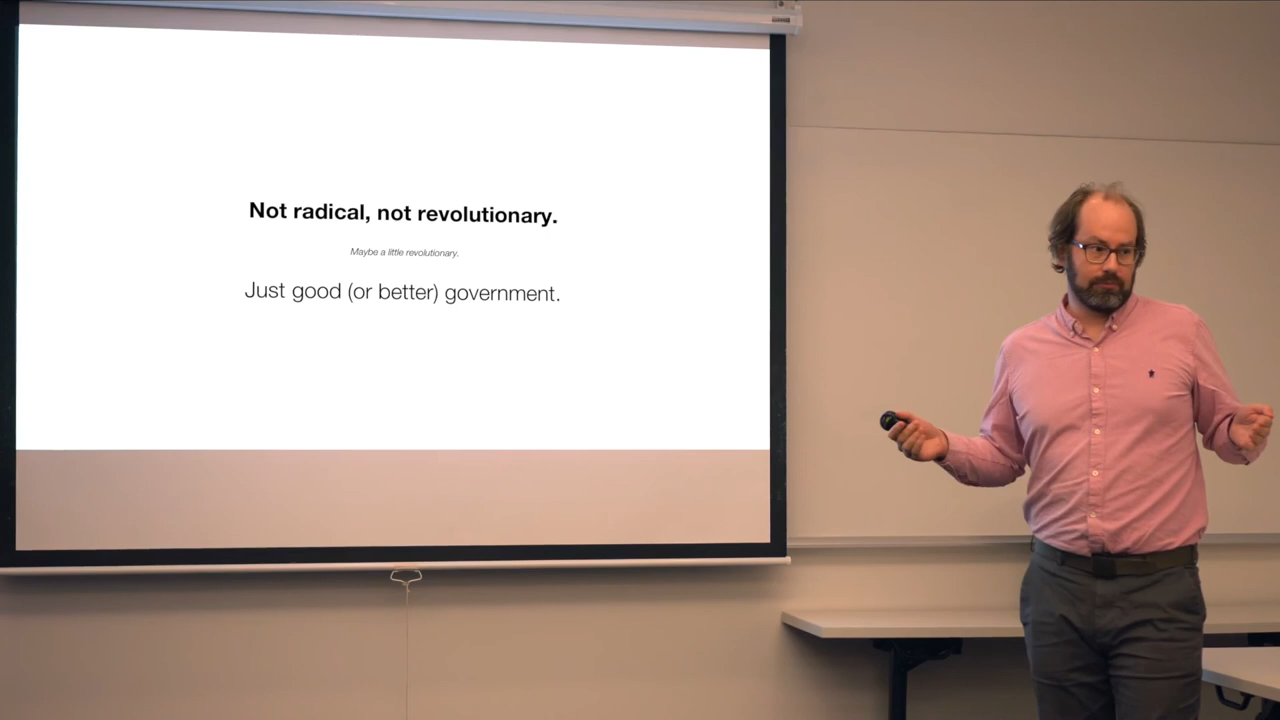 Not radical, not revolutionary.
Maybe a little revolutionary.
Just good (or better) government.